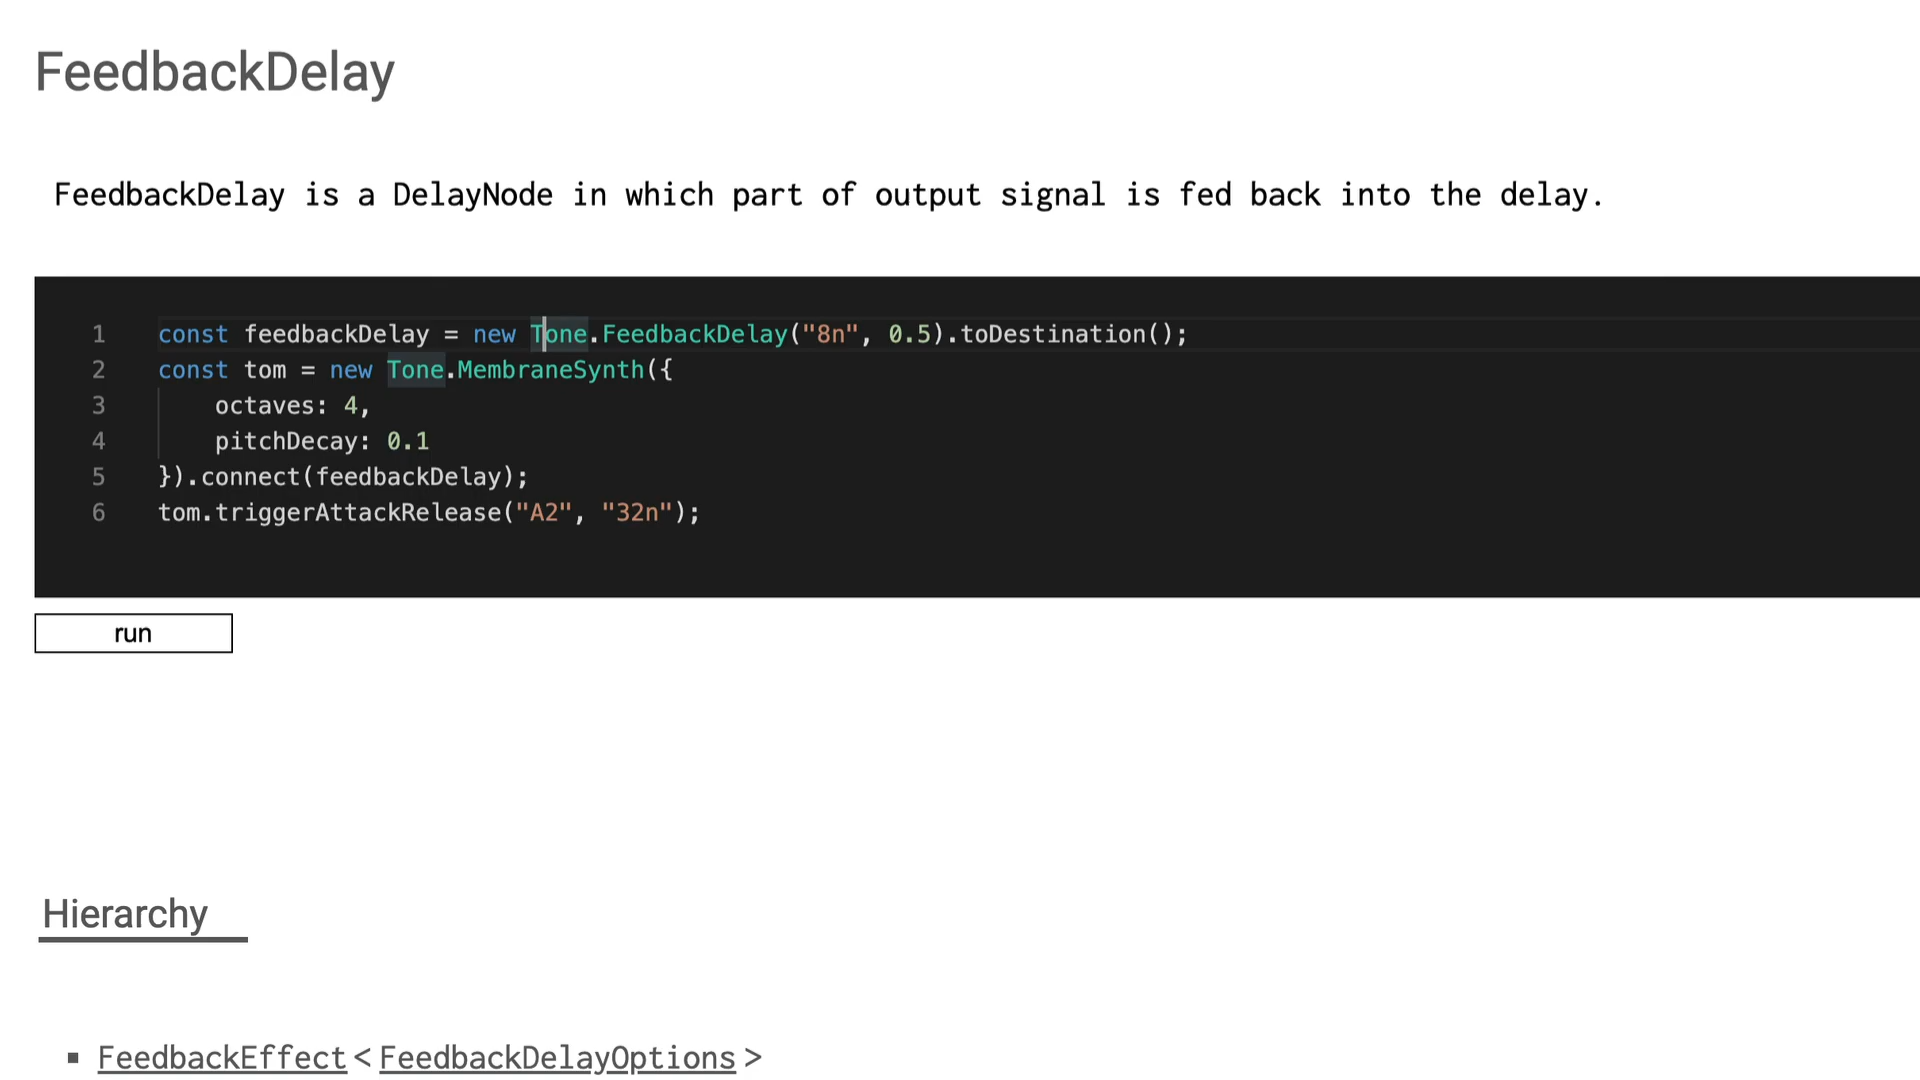 FeedbackDelay
FeedbackDelay is a DelayNode in which part of output signal is fed back into the delay.
1 const feedbackDelay = new Tone.FeedbackDelay("8n", 0.5).toDestination();
2 const tom = new Tone.MembraneSynth({
3 octaves: 4,
4 pitchDecay: 0.1
5 }).connect(feedbackDelay);
6 tom.triggerAttackRelease("A2", "32n");
run
Hierarchy
▪ FeedbackEffect<FeedbackDelayOptions>